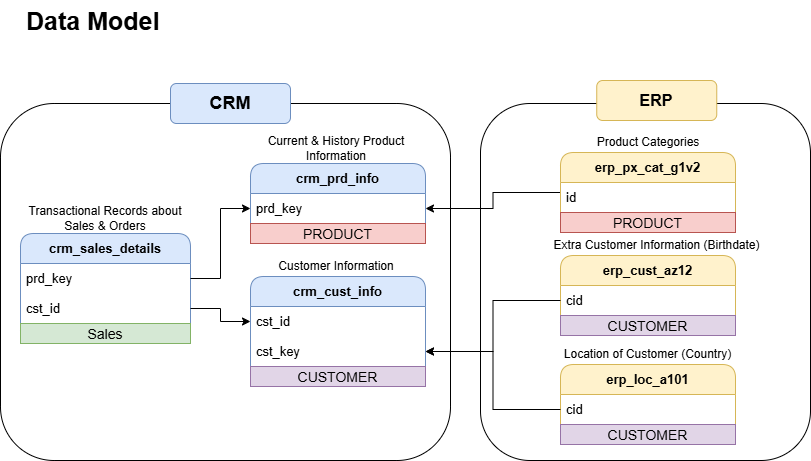 Data Model
CRM
ERP
Current & History Product
Information
crm_prd_info
prd_key
PRODUCT
Transactional Records about
Sales & Orders
crm_sales_details
prd_key
cst_id
Sales
Customer Information
crm_cust_info
cst_id
cst_key
CUSTOMER
Product Categories
erp_px_cat_g1v2
id
PRODUCT
Extra Customer Information (Birthdate)
erp_cust_az12
cid
CUSTOMER
Location of Customer (Country)
erp_loc_a101
cid
CUSTOMER